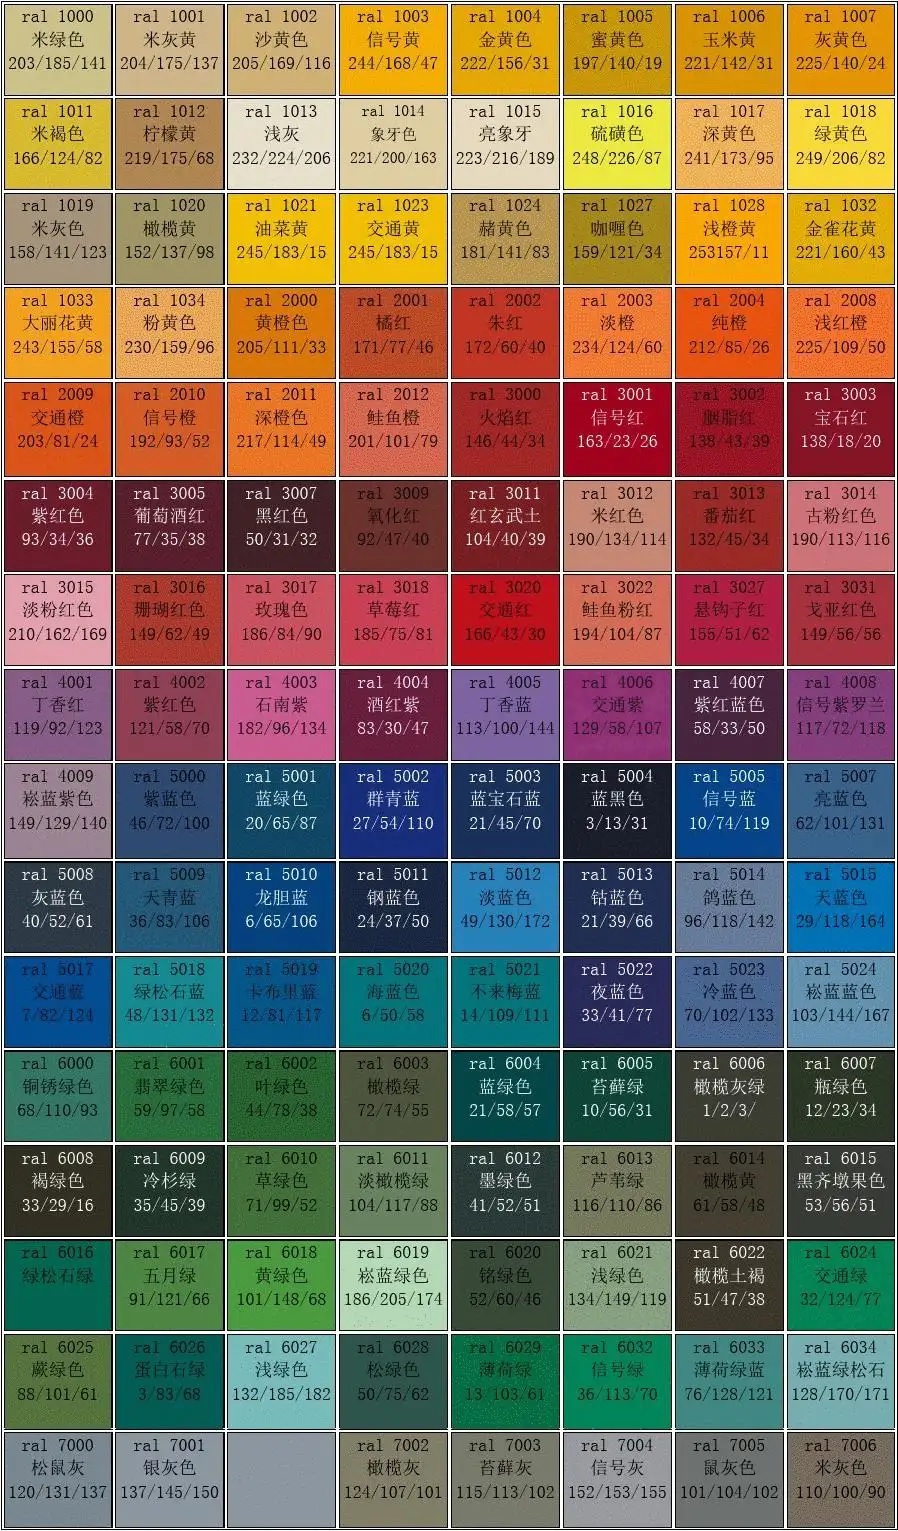 ral 1000
米绿色
203/185/141
ral 1001
米灰黄
204/175/137
ral 1002
沙黄色
205/169/116
ral 1003
信号黄
244/168/47
ral 1004
金黄色
222/156/31
ral 1005
蜜黄色
197/140/19
ral 1006
玉米黄
221/142/31
ral 1007
灰黄色
225/140/24
ral 1011
米褐色
166/124/82
ral 1012
柠檬黄
219/175/68
ral 1013
浅灰
232/224/206
ral 1014
象牙色
221/200/163
ral 1015
亮象牙
223/216/189
ral 1016
硫磺色
248/226/87
ral 1017
深黄色
241/173/95
ral 1018
绿黄色
249/206/82
ral 1019
米灰色
158/141/123
ral 1020
橄榄黄
152/137/98
ral 1021
油菜黄
245/183/15
ral 1023
交通黄
245/183/15
ral 1024
赭黄色
181/141/83
ral 1027
咖喱色
159/121/34
ral 1028
浅橙黄
253157/11
ral 1032
金雀花黄
221/160/43
ral 1033
大丽花黄
243/155/58
ral 1034
粉黄色
230/159/96
ral 2000
黄橙色
205/111/33
ral 2001
橘红
171/77/46
ral 2002
朱红
172/60/40
ral 2003
淡橙
234/124/60
ral 2004
纯橙
212/85/26
ral 2008
浅红橙
225/109/50
ral 2009
交通橙
203/81/24
ral 2010
信号橙
192/93/52
ral 2011
深橙色
217/114/49
ral 2012
鲑鱼橙
201/101/79
ral 3000
火焰红
146/44/34
ral 3001
信号红
163/23/26
ral 3002
胭脂红
138/43/39
ral 3003
宝石红
138/18/20
ral 3004
紫红色
93/34/36
ral 3005
葡萄酒红
77/35/38
ral 3007
黑红色
50/31/32
ral 3009
氧化红
92/47/40
ral 3011
红玄武土
104/40/39
ral 3012
米红色
190/134/114
ral 3013
番茄红
132/45/34
ral 3014
古粉红色
190/113/116
ral 3015
淡粉红色
210/162/169
ral 3016
珊瑚红色
149/62/49
ral 3017
玫瑰色
186/84/90
ral 3018
草莓红
185/75/81
ral 3020
交通红
166/43/30
ral 3022
鲑鱼粉红
194/104/87
ral 3027
悬钩子红
155/51/62
ral 3031
戈亚红色
149/56/56
ral 4001
丁香红
119/92/123
ral 4002
紫红色
121/58/70
ral 4003
石南紫
182/96/134
ral 4004
酒红紫
83/30/47
ral 4005
丁香蓝
113/100/144
ral 4006
交通紫
129/58/107
ral 4007
紫红蓝色
58/33/50
ral 4008
信号紫罗兰
117/72/118
ral 4009
崧蓝紫色
149/129/140
ral 5000
紫蓝色
46/72/100
ral 5001
蓝绿色
20/65/87
ral 5002
群青蓝
27/54/110
ral 5003
蓝宝石蓝
21/45/70
ral 5004
蓝黑色
3/13/31
ral 5005
信号蓝
10/74/119
ral 5007
亮蓝色
62/101/131
ral 5008
灰蓝色
40/52/61
ral 5009
天青蓝
36/83/106
ral 5010
龙胆蓝
6/65/106
ral 5011
钢蓝色
24/37/50
ral 5012
淡蓝色
49/130/172
ral 5013
钴蓝色
21/39/66
ral 5014
鸽蓝色
96/118/142
ral 5015
天蓝色
29/118/164
ral 5017
交通蓝
7/82/124
ral 5018
绿松石蓝
48/131/132
ral 5019
卡布里蓝
12/81/117
ral 5020
海蓝色
6/50/58
ral 5021
不来梅蓝
14/109/111
ral 5022
夜蓝色
33/41/77
ral 5023
冷蓝色
70/102/133
ral 5024
崧蓝蓝色
103/144/167
ral 6000
铜锈绿色
68/110/93
ral 6001
翡翠绿色
59/97/58
ral 6002
叶绿色
44/78/38
ral 6003
橄榄绿
72/74/55
ral 6004
蓝绿色
21/58/57
ral 6005
苔藓绿
10/56/31
ral 6006
橄榄灰绿
1/2/3/
ral 6007
瓶绿色
12/23/34
ral 6008
褐绿色
33/29/16
ral 6009
冷杉绿
35/45/39
ral 6010
草绿色
71/99/52
ral 6011
淡橄榄绿
104/117/88
ral 6012
墨绿色
41/52/51
ral 6013
芦苇绿
116/110/86
ral 6014
橄榄黄
61/58/48
ral 6015
黑齐墩果色
53/56/51
ral 6016
绿松石绿
ral 6017
五月绿
91/121/66
ral 6018
黄绿色
101/148/68
ral 6019
崧蓝绿色
186/205/174
ral 6020
铭绿色
52/60/46
ral 6021
浅绿色
134/149/119
ral 6022
橄榄土褐
51/47/38
ral 6024
交通绿
32/124/77
ral 6025
蕨绿色
88/101/61
ral 6026
蛋白石绿
3/83/68
ral 6027
浅绿色
132/185/182
ral 6028
松绿色
50/75/62
ral 6029
薄荷绿
13/103/61
ral 6032
信号绿
36/113/70
ral 6033
薄荷绿蓝
76/128/121
ral 6034
崧蓝绿松石
128/170/171
ral 7000
松鼠灰
120/131/137
ral 7001
银灰色
137/145/150
ral 7002
橄榄灰
124/107/101
ral 7003
苔藓灰
115/113/102
ral 7004
信号灰
152/153/155
ral 7005
鼠灰色
101/104/102
ral 7006
米灰色
110/100/90